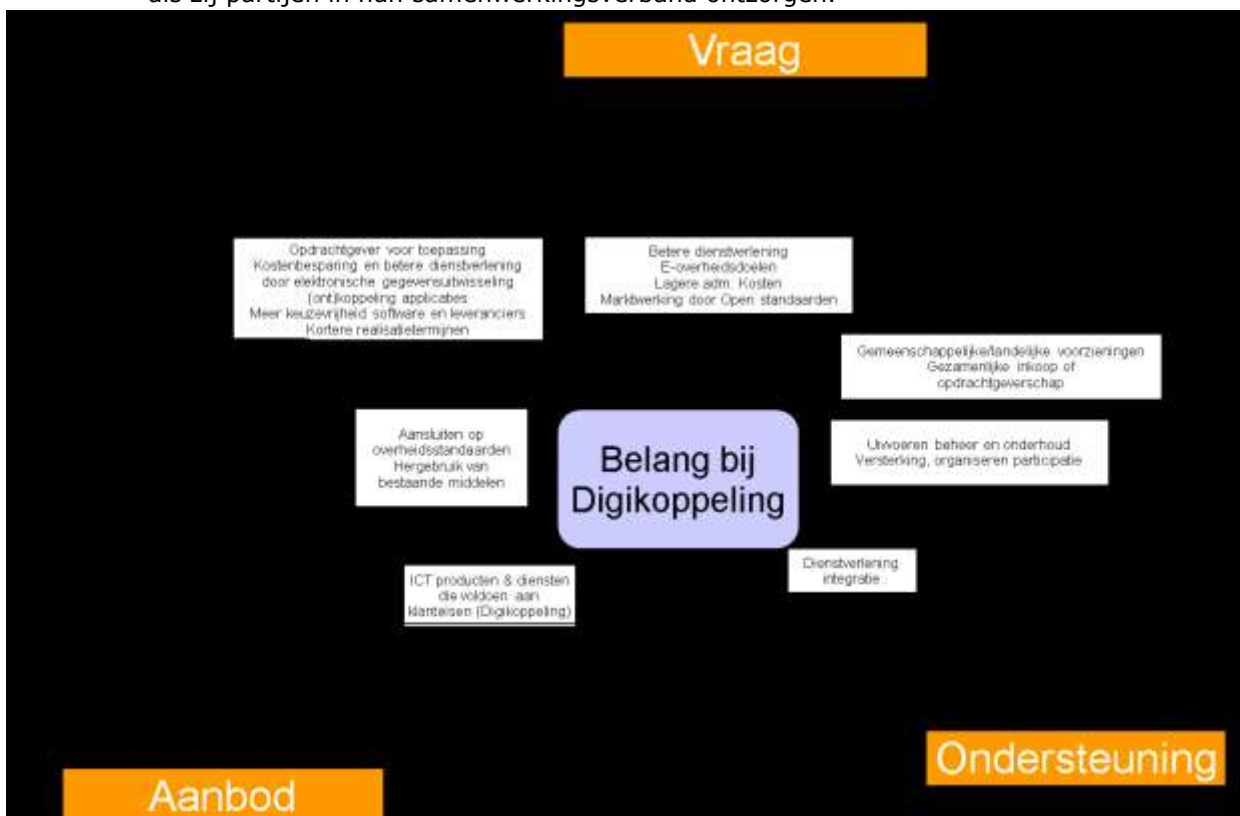 als zij partijen in hun samenwerkingsverband ontzorgen.
Vraag
Opdrachtgever voor toepassing
Kostenbesparing en betere dienstverlening
door elektronische gegevensuitwisseling
(ont)koppeling applicaties
Meer keuzevrijheid software en leveranciers
Kortere realisatietermijnen
Betere dienstverlening
E-overheidsdoelen
Lagere adm. Kosten
Marktwerking door Open standaarden
Gemeenschappelijke/landelijke voorzieningen
Gezamenlijke inkoop of
opdrachtgeverschap
Aansluiten op
overheidsstandaarden
Hergebruik van
bestaande middelen
Belang bij
Digikoppeling
Uitvoeren beheer en onderhoud
Versterking, organiseren participatie
ICT producten & diensten
die voldoen aan
klanteisen (Digikoppeling)
Dienstverlening
integratie
Ondersteuning
Aanbod